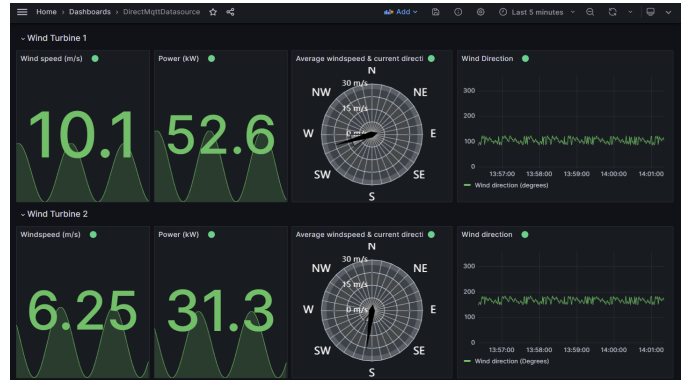 Home › Dashboards › DirectMqttDatasource
Add
Last 5 minutes
Wind Turbine 1
Wind speed (m/s)
10.1
Power (kW)
52.6
Average windspeed & current directi
N
30 m/s
NW
NE
15 m/s
W
0 m/s
E
SW
SE
S
Wind Direction
300
200
100
0
13:57:00 13:58:00 13:59:00 14:00:00 14:01:00
Wind direction (degrees)
Wind Turbine 2
Windspeed (m/s)
6.25
Power (kW)
31.3
Average windspeed & current directi
N
30 m/s
NW
NE
15 m/s
W
0 m/s
E
SW
SE
S
Wind direction
300
200
100
0
13:57:00 13:58:00 13:59:00 14:00:00 14:01:00
Wind direction (Degrees)